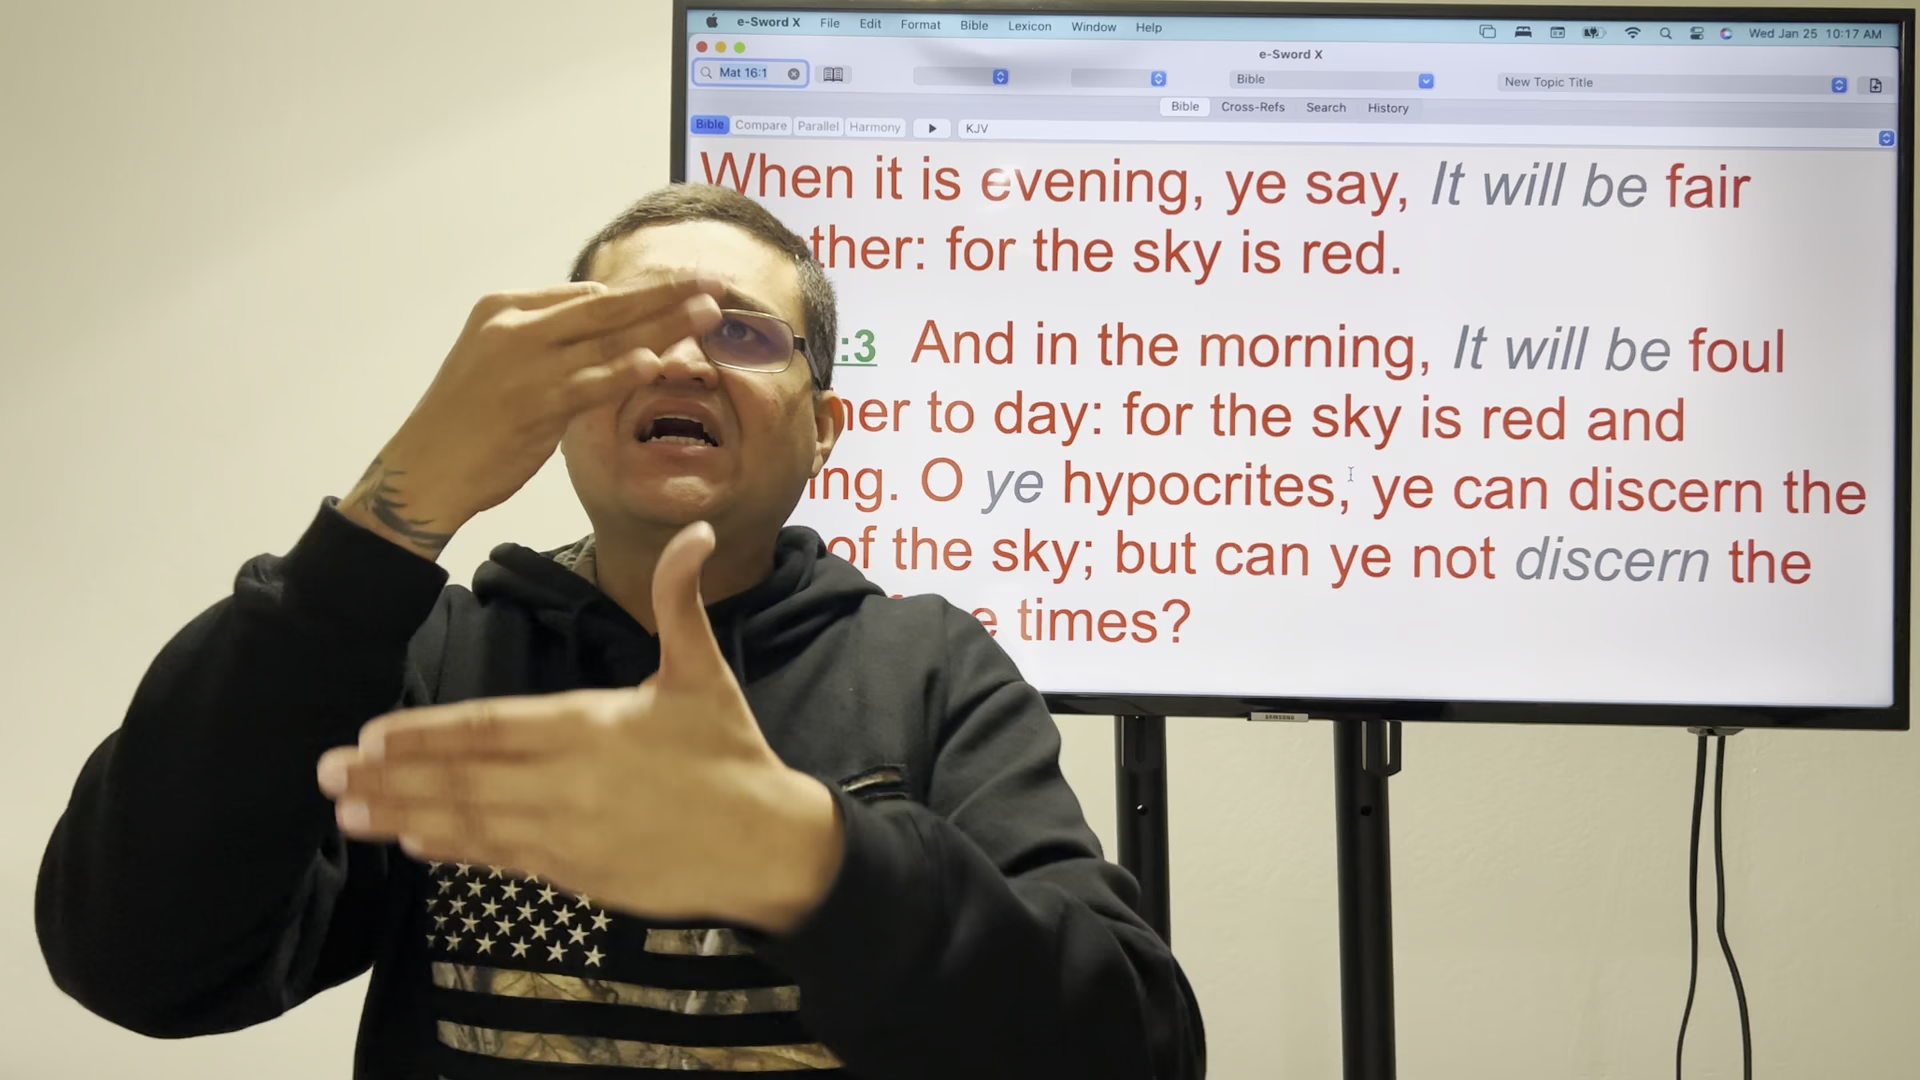 e-Sword X File Edit Format Bible Lexicon Window Help Wed Jan 25 10:17 AM
e-Sword X
Mat 16:1 Bible New Topic Title
Bible Cross-Refs Search History
Bible Compare Parallel Harmony KJV
When it is evening, ye say, It will be fair
ther: for the sky is red.
:3 And in the morning, It will be foul
her to day: for the sky is red and
ing. O ye hypocrites, ye can discern the
of the sky; but can ye not discern the
e times?
SAMSUNG